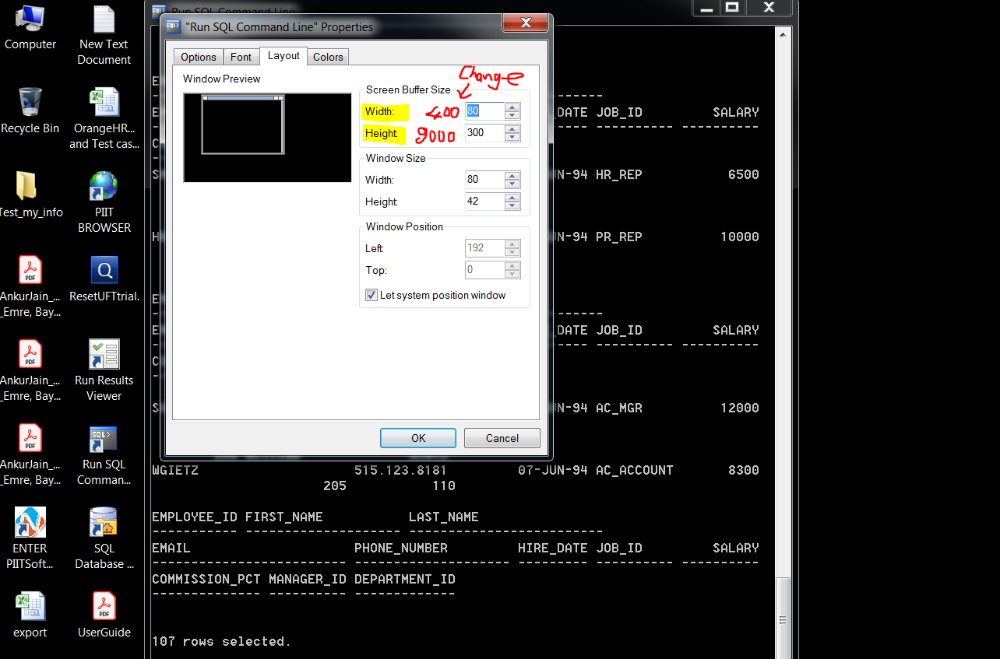 Computer
New Text
Document
Recycle Bin
OrangeHR...
and Test cas...
Test_my_info
PIIT
BROWSER
AnkurJain_...
_Emre, Bay...
ResetUFTtrial.
AnkurJain_...
_Emre, Bay...
Run Results
Viewer
AnkurJain_...
_Emre, Bay...
Run SQL
Comman...
ENTER
PIITSoft...
SQL
Database ...
export
UserGuide
Run SQL Command Line
"Run SQL Command Line" Properties
Options
Font
Layout
Colors
Window Preview
Change
Screen Buffer Size
Width: 400 80
Height: 9000 300
Window Size
Width: 80
Height: 42
Window Position
Left: 192
Top: 0
Let system position window
OK
Cancel
E
----------
E _DATE JOB_ID SALARY
---- ---------- ----------
C
-
S UN-94 HR_REP 6500
H UN-94 PR_REP 10000
E
----------
E _DATE JOB_ID SALARY
---- ---------- ----------
C
-
S UN-94 AC_MGR 12000
WGIETZ 515.123.8181 07-JUN-94 AC_ACCOUNT 8300
205 110
EMPLOYEE_ID FIRST_NAME LAST_NAME
----------- -------------------- -------------------------
EMAIL PHONE_NUMBER HIRE_DATE JOB_ID SALARY
------------------------- -------------------- --------- ---------- ----------
COMMISSION_PCT MANAGER_ID DEPARTMENT_ID
-------------- ---------- -------------
107 rows selected.